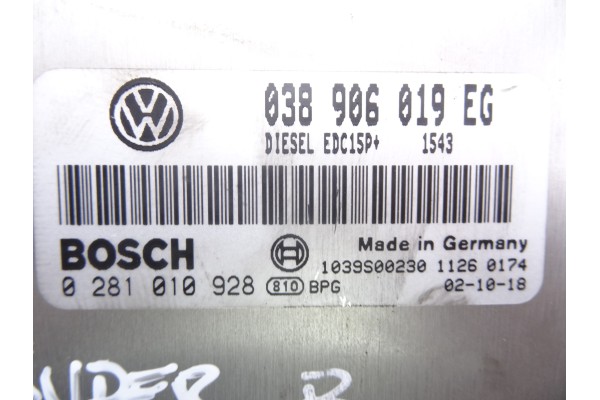 038 906 019 EG
DIESEL EDC15P+ 1543
BOSCH Made in Germany
1039S00230 1126 0174
0 281 010 928 810 BPG 02-10-18